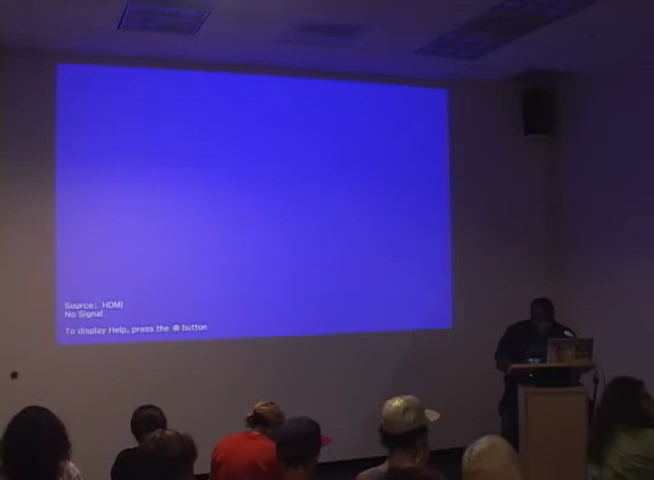 Source: HDMI
No Signal
To display Help, press the ⊕ button